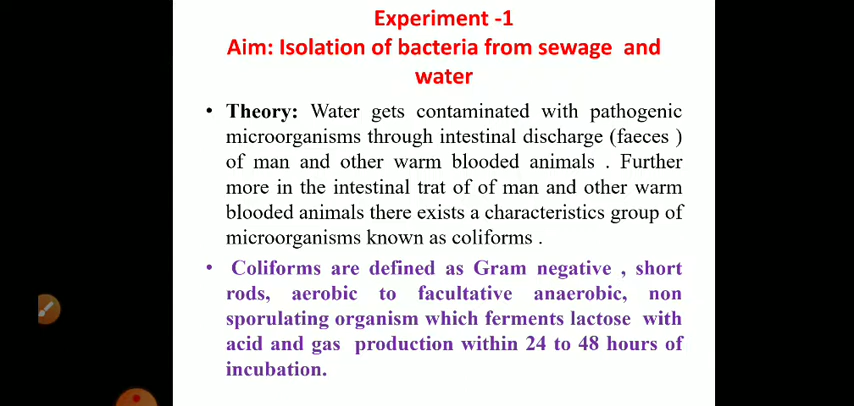 Experiment -1
Aim: Isolation of bacteria from sewage and
water
• Theory: Water gets contaminated with pathogenic
microorganisms through intestinal discharge (faeces )
of man and other warm blooded animals . Further
more in the intestinal trat of of man and other warm
blooded animals there exists a characteristics group of
microorganisms known as coliforms .
• Coliforms are defined as Gram negative , short
rods, aerobic to facultative anaerobic, non
sporulating organism which ferments lactose with
acid and gas production within 24 to 48 hours of
incubation.